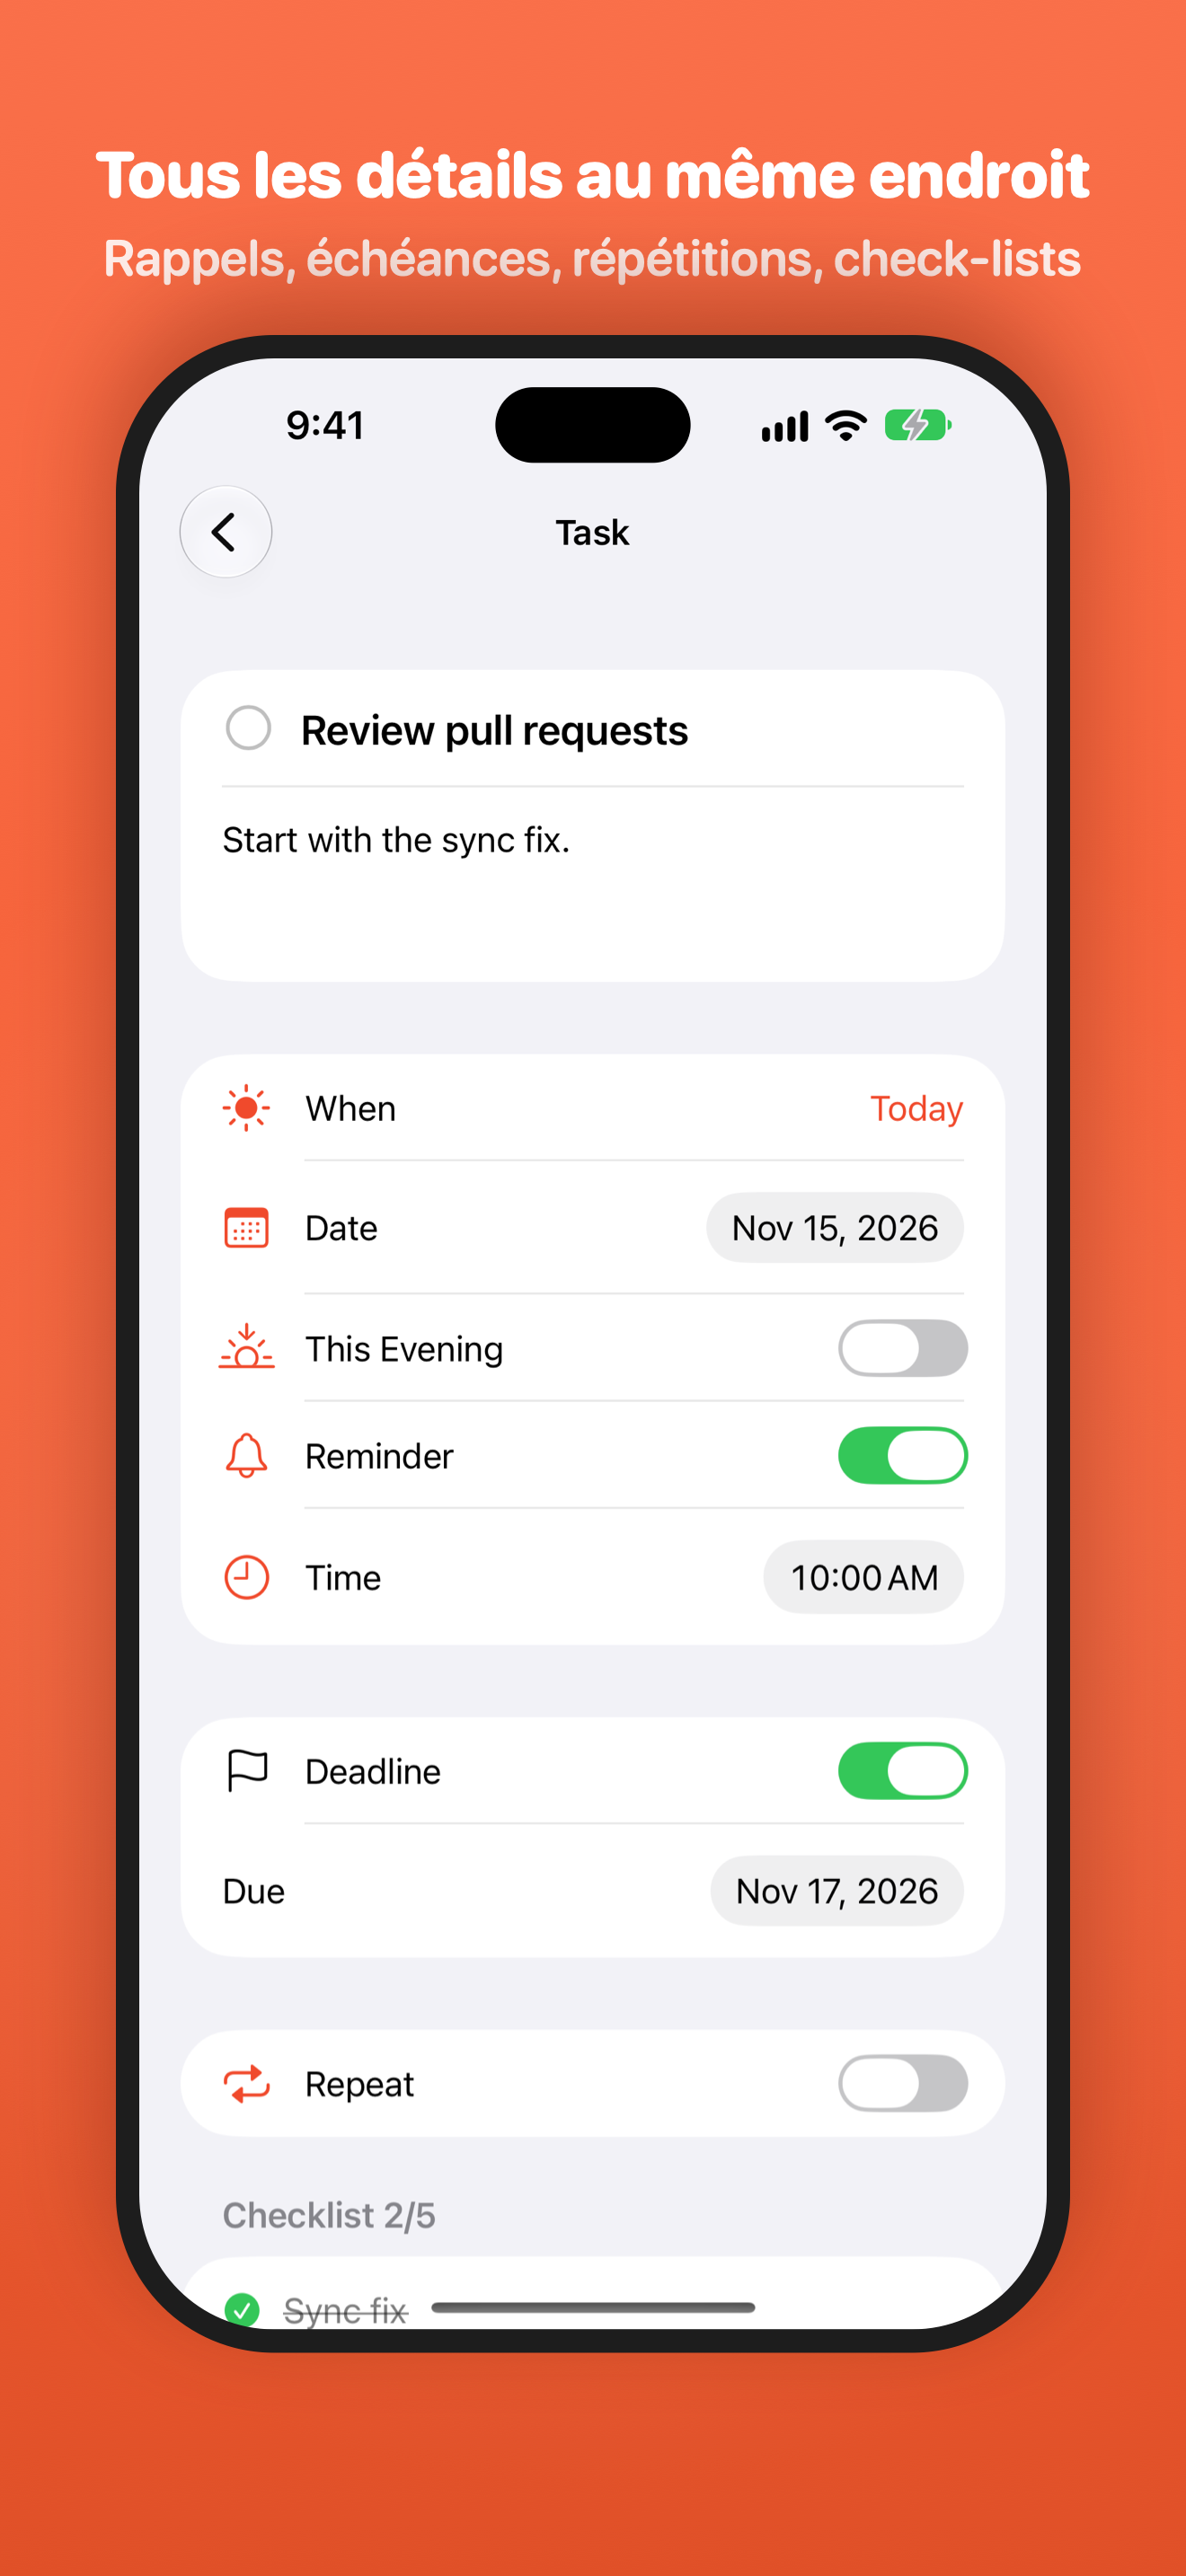 Tous les détails au même endroit
Rappels, échéances, répétitions, check-lists
9:41
Task
Review pull requests
Start with the sync fix.
When Today
Date Nov 15, 2026
This Evening
Reminder
Time 10:00 AM
Deadline
Due Nov 17, 2026
Repeat
Checklist 2/5
Sync fix